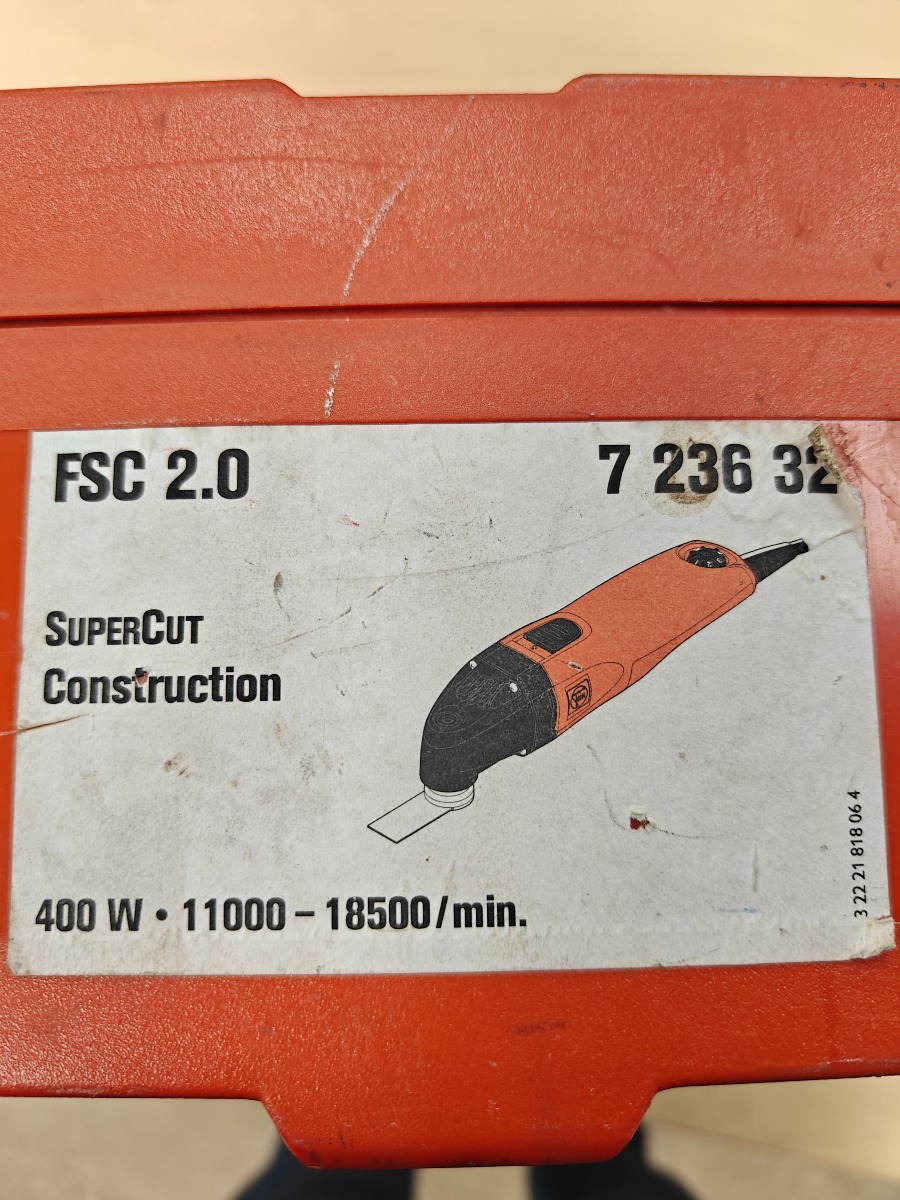 FSC 2.0
7 236 32
SUPERCUT
Construction
400 W • 11000 – 18500/min.
3 22 21 818 06 4